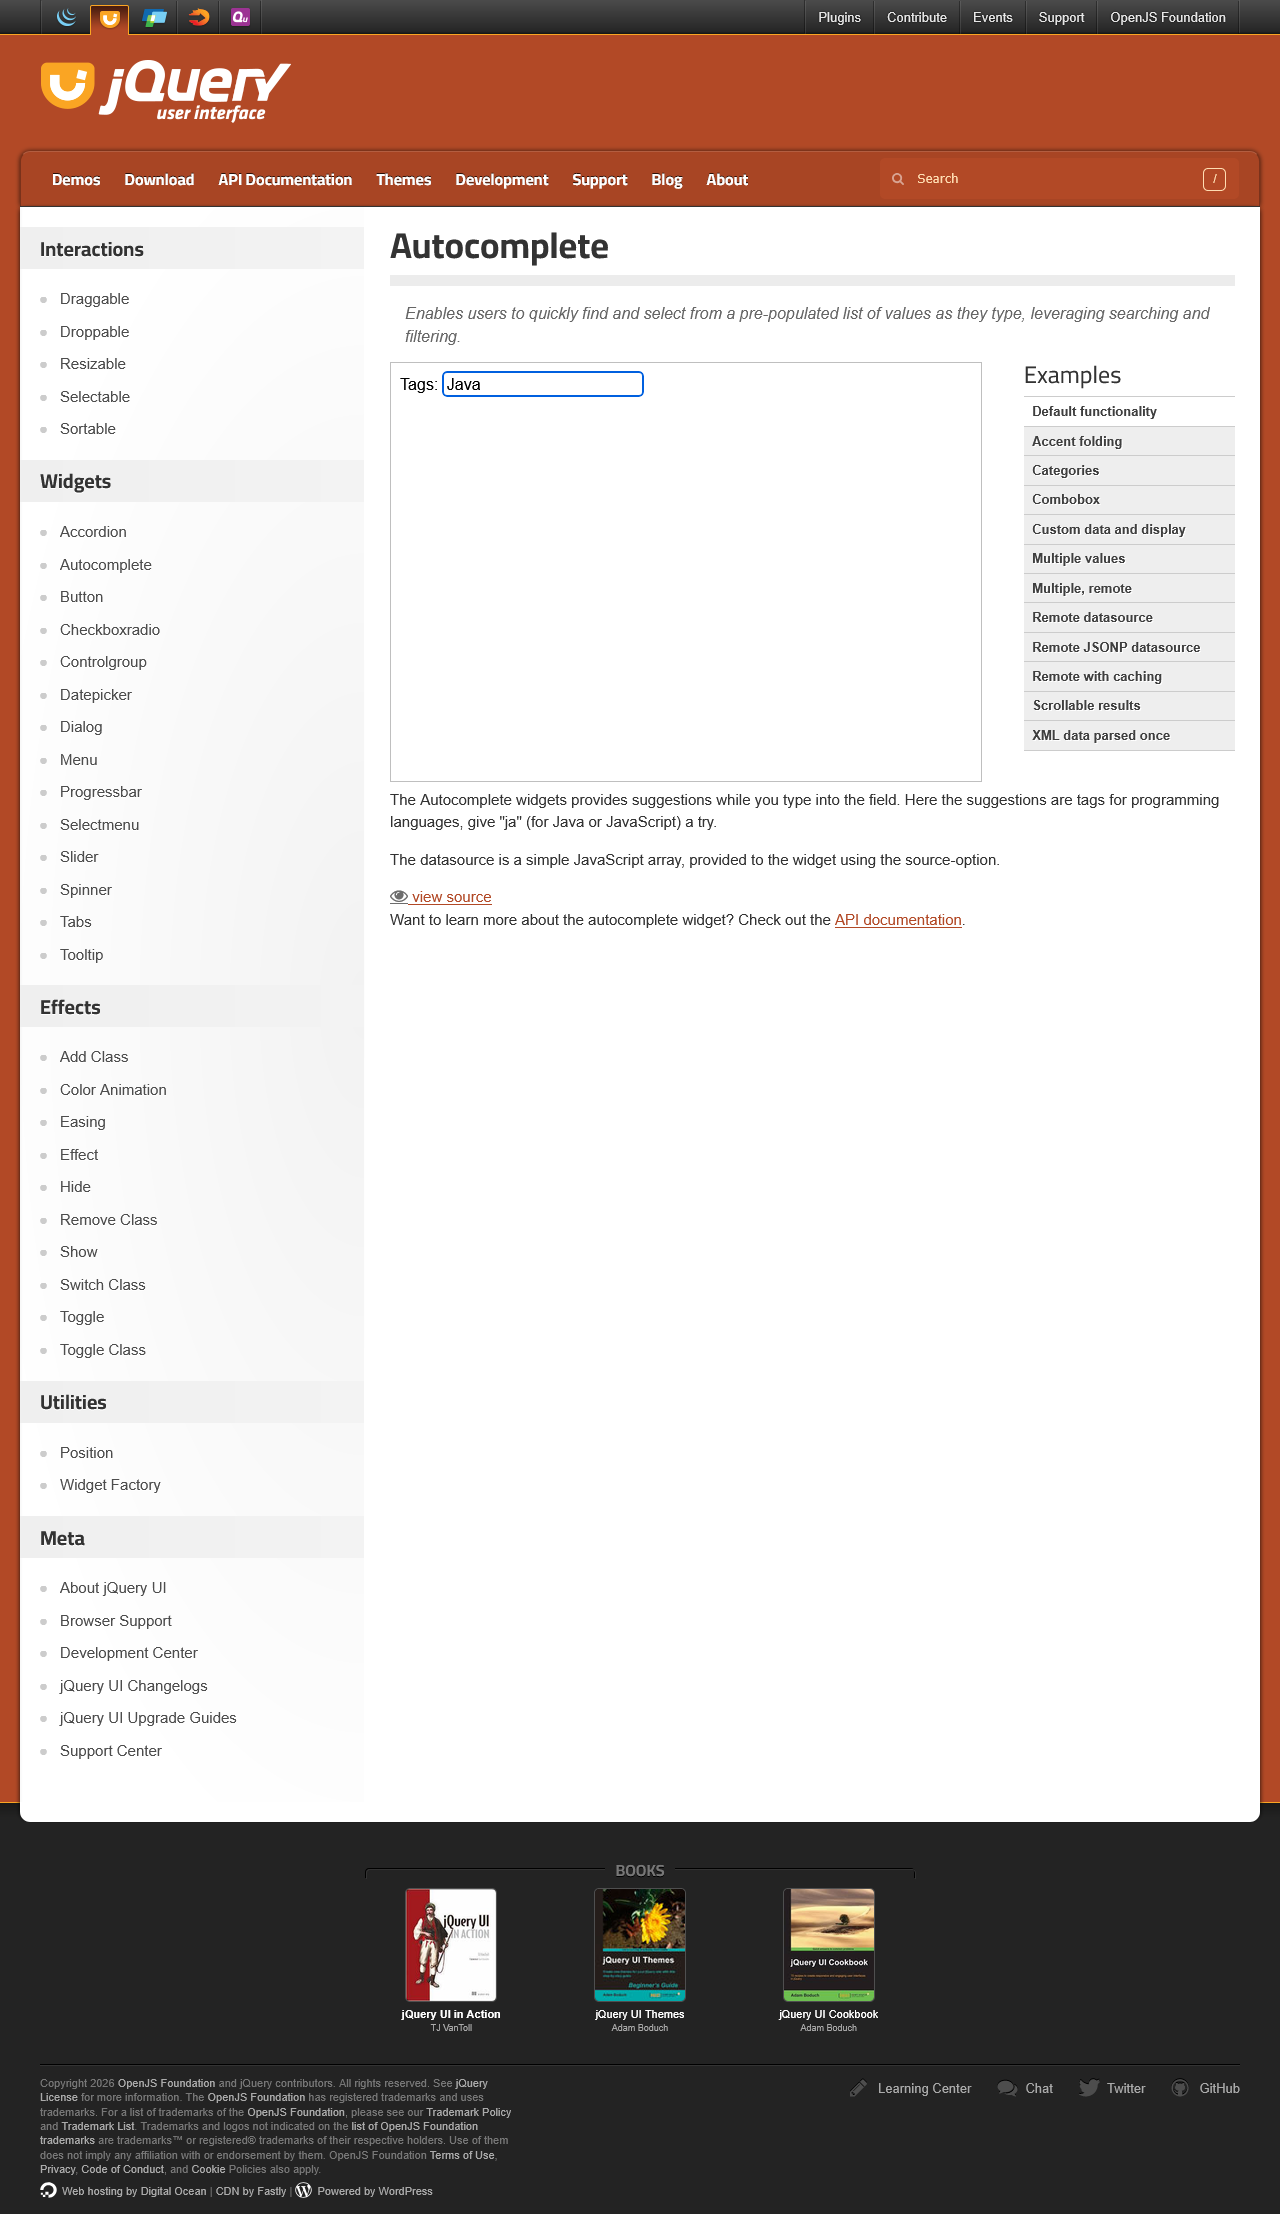 Plugins
Contribute
Events
Support
OpenJS Foundation
jQuery
user interface
Demos
Download
API Documentation
Themes
Development
Support
Blog
About
Search
/
Interactions
Draggable
Droppable
Resizable
Selectable
Sortable
Widgets
Accordion
Autocomplete
Button
Checkboxradio
Controlgroup
Datepicker
Dialog
Menu
Progressbar
Selectmenu
Slider
Spinner
Tabs
Tooltip
Effects
Add Class
Color Animation
Easing
Effect
Hide
Remove Class
Show
Switch Class
Toggle
Toggle Class
Utilities
Position
Widget Factory
Meta
About jQuery UI
Browser Support
Development Center
jQuery UI Changelogs
jQuery UI Upgrade Guides
Support Center
Autocomplete
Enables users to quickly find and select from a pre-populated list of values as they type, leveraging searching and
filtering.
Tags: Java
Examples
Default functionality
Accent folding
Categories
Combobox
Custom data and display
Multiple values
Multiple, remote
Remote datasource
Remote JSONP datasource
Remote with caching
Scrollable results
XML data parsed once
The Autocomplete widgets provides suggestions while you type into the field. Here the suggestions are tags for programming
languages, give "ja" (for Java or JavaScript) a try.
The datasource is a simple JavaScript array, provided to the widget using the source-option.
view source
Want to learn more about the autocomplete widget? Check out the API documentation.
BOOKS
jQuery UI
IN ACTION
jQuery UI in Action
TJ VanToll
jQuery UI Themes
Beginner's Guide
Adam Boduch
jQuery UI Themes
Adam Boduch
jQuery UI Cookbook
Adam Boduch
jQuery UI Cookbook
Adam Boduch
Copyright 2026 OpenJS Foundation and jQuery contributors. All rights reserved. See jQuery
License for more information. The OpenJS Foundation has registered trademarks and uses
trademarks. For a list of trademarks of the OpenJS Foundation, please see our Trademark Policy
and Trademark List. Trademarks and logos not indicated on the list of OpenJS Foundation
trademarks are trademarks™ or registered® trademarks of their respective holders. Use of them
does not imply any affiliation with or endorsement by them. OpenJS Foundation Terms of Use,
Privacy, Code of Conduct, and Cookie Policies also apply.
Web hosting by Digital Ocean | CDN by Fastly | Powered by WordPress
Learning Center
Chat
Twitter
GitHub